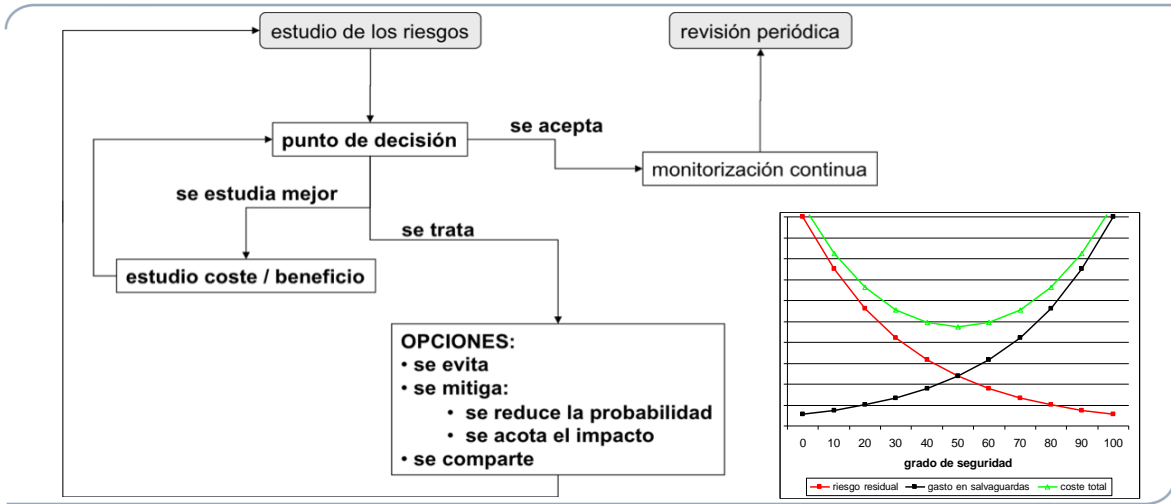 estudio de los riesgos
revisión periódica
se acepta
punto de decisión
monitorización continua
se estudia mejor
se trata
estudio coste / beneficio
OPCIONES:
• se evita
• se mitiga:
• se reduce la probabilidad
• se acota el impacto
• se comparte
0 10 20 30 40 50 60 70 80 90 100
grado de seguridad
riesgo residual gasto en salvaguardas coste total